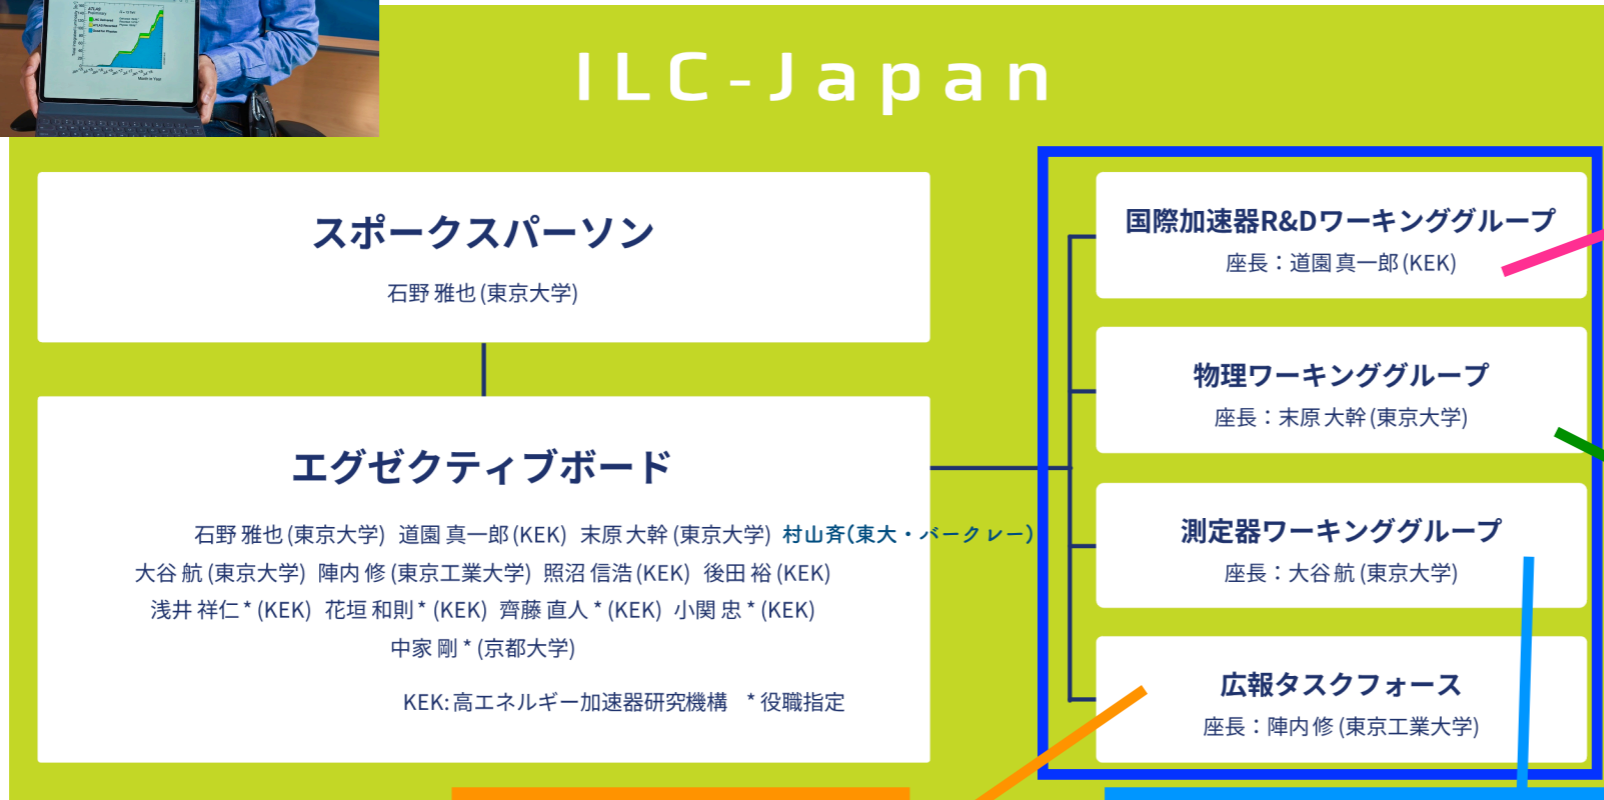 ATLAS
Preliminary
ILC-Japan
スポークスパーソン
石野 雅也 (東京大学)
エグゼクティブボード
石野 雅也 (東京大学) 道園 真一郎 (KEK) 末原 大幹 (東京大学) 村山斉(東大・バークレー)
大谷 航 (東京大学) 陣内 修 (東京工業大学) 照沼 信浩 (KEK) 後田 裕 (KEK)
浅井 祥仁 * (KEK) 花垣 和則 * (KEK) 齊藤 直人 * (KEK) 小関 忠 * (KEK)
中家 剛 * (京都大学)
KEK: 高エネルギー加速器研究機構 * 役職指定
国際加速器R&Dワーキンググループ
座長：道園 真一郎 (KEK)
物理ワーキンググループ
座長：末原 大幹 (東京大学)
測定器ワーキンググループ
座長：大谷 航 (東京大学)
広報タスクフォース
座長：陣内 修 (東京工業大学)